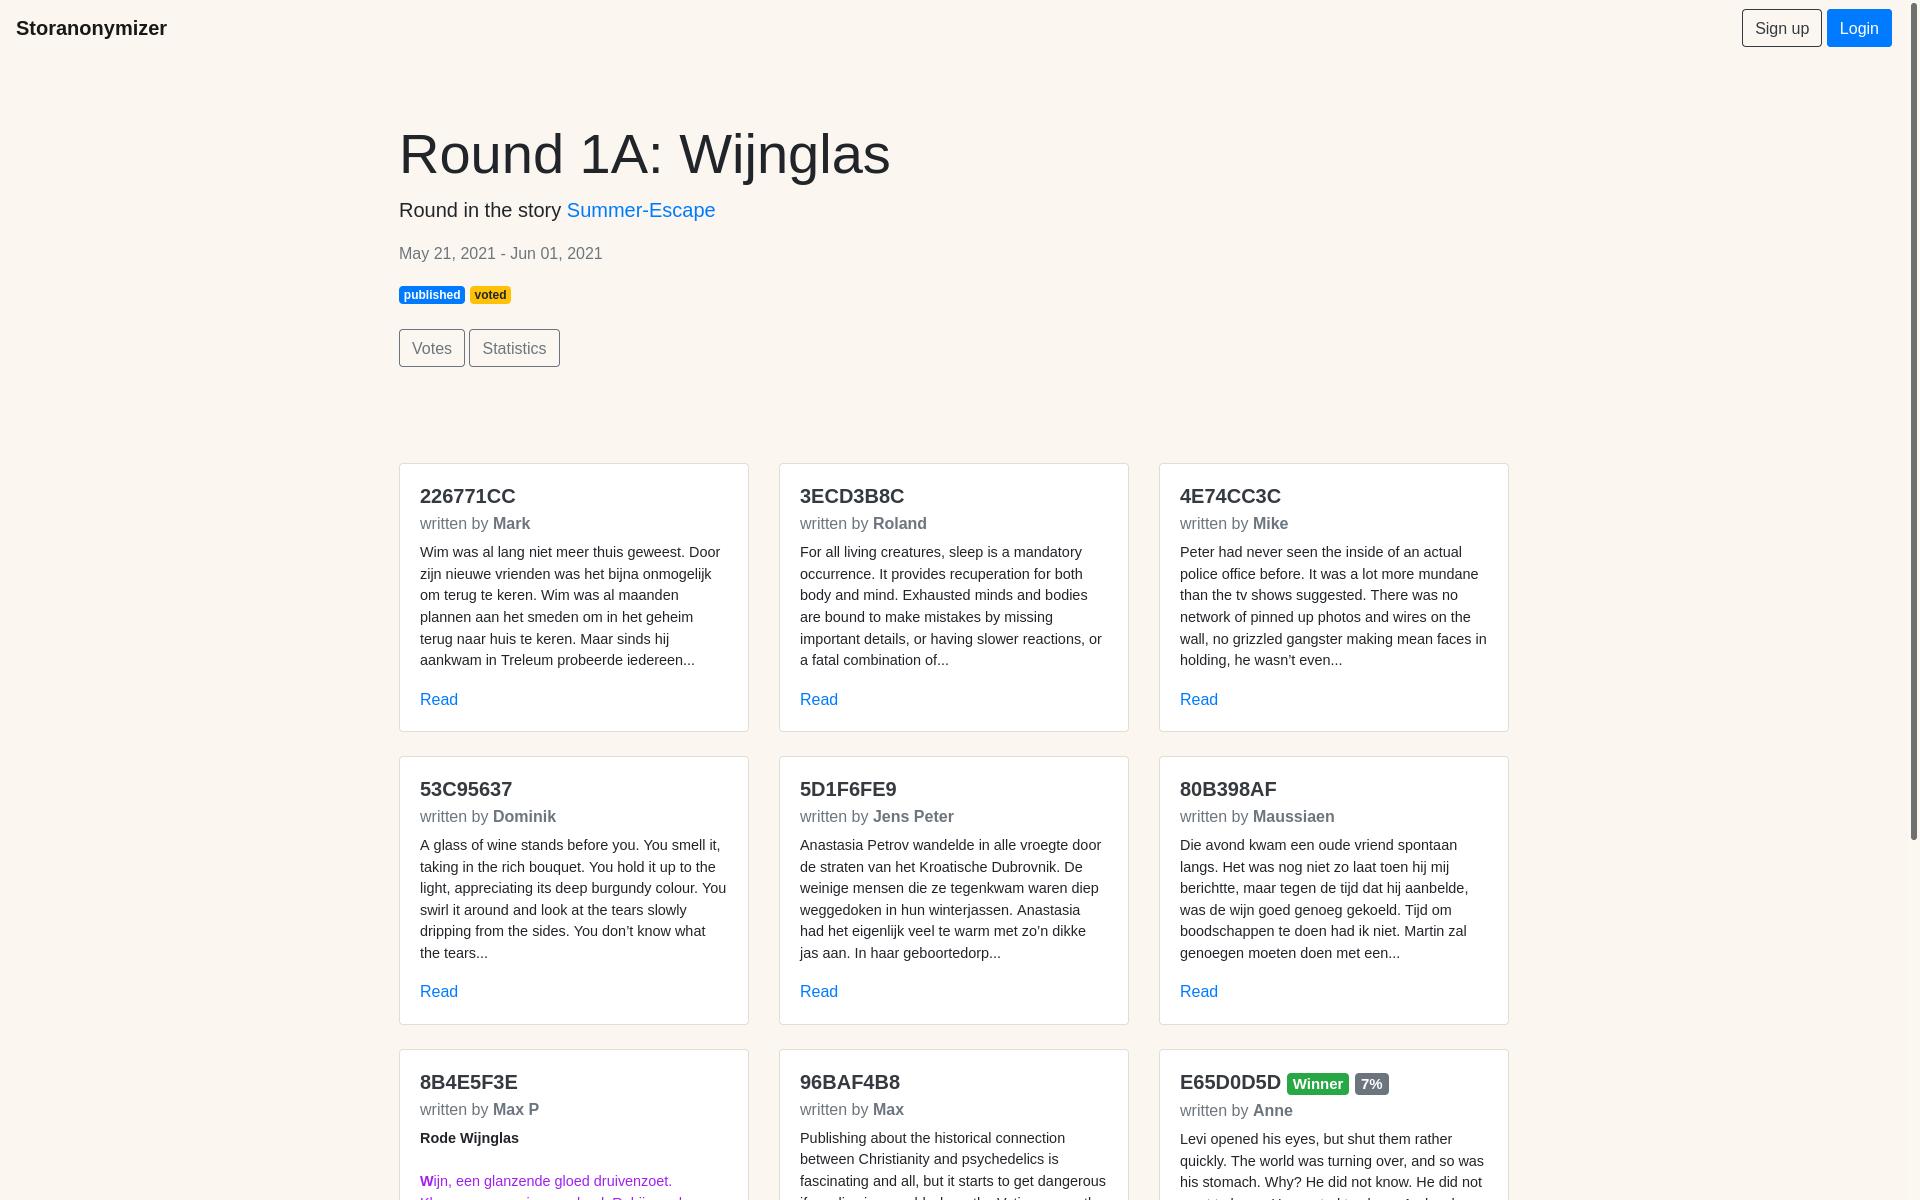 Storanonymizer
Sign up
Login
Round 1A: Wijnglas
Round in the story Summer-Escape
May 21, 2021 - Jun 01, 2021
published voted
Votes
Statistics
226771CC
written by Mark
Wim was al lang niet meer thuis geweest. Door
zijn nieuwe vrienden was het bijna onmogelijk
om terug te keren. Wim was al maanden
plannen aan het smeden om in het geheim
terug naar huis te keren. Maar sinds hij
aankwam in Treleum probeerde iedereen...
Read
3ECD3B8C
written by Roland
For all living creatures, sleep is a mandatory
occurrence. It provides recuperation for both
body and mind. Exhausted minds and bodies
are bound to make mistakes by missing
important details, or having slower reactions, or
a fatal combination of...
Read
4E74CC3C
written by Mike
Peter had never seen the inside of an actual
police office before. It was a lot more mundane
than the tv shows suggested. There was no
network of pinned up photos and wires on the
wall, no grizzled gangster making mean faces in
holding, he wasn’t even...
Read
53C95637
written by Dominik
A glass of wine stands before you. You smell it,
taking in the rich bouquet. You hold it up to the
light, appreciating its deep burgundy colour. You
swirl it around and look at the tears slowly
dripping from the sides. You don’t know what
the tears...
Read
5D1F6FE9
written by Jens Peter
Anastasia Petrov wandelde in alle vroegte door
de straten van het Kroatische Dubrovnik. De
weinige mensen die ze tegenkwam waren diep
weggedoken in hun winterjassen. Anastasia
had het eigenlijk veel te warm met zo’n dikke
jas aan. In haar geboortedorp...
Read
80B398AF
written by Maussiaen
Die avond kwam een oude vriend spontaan
langs. Het was nog niet zo laat toen hij mij
berichtte, maar tegen de tijd dat hij aanbelde,
was de wijn goed genoeg gekoeld. Tijd om
boodschappen te doen had ik niet. Martin zal
genoegen moeten doen met een...
Read
8B4E5F3E
written by Max P
Rode Wijnglas
Wijn, een glanzende gloed druivenzoet.
96BAF4B8
written by Max
Publishing about the historical connection
between Christianity and psychedelics is
fascinating and all, but it starts to get dangerous
E65D0D5D Winner 7%
written by Anne
Levi opened his eyes, but shut them rather
quickly. The world was turning over, and so was
his stomach. Why? He did not know. He did not